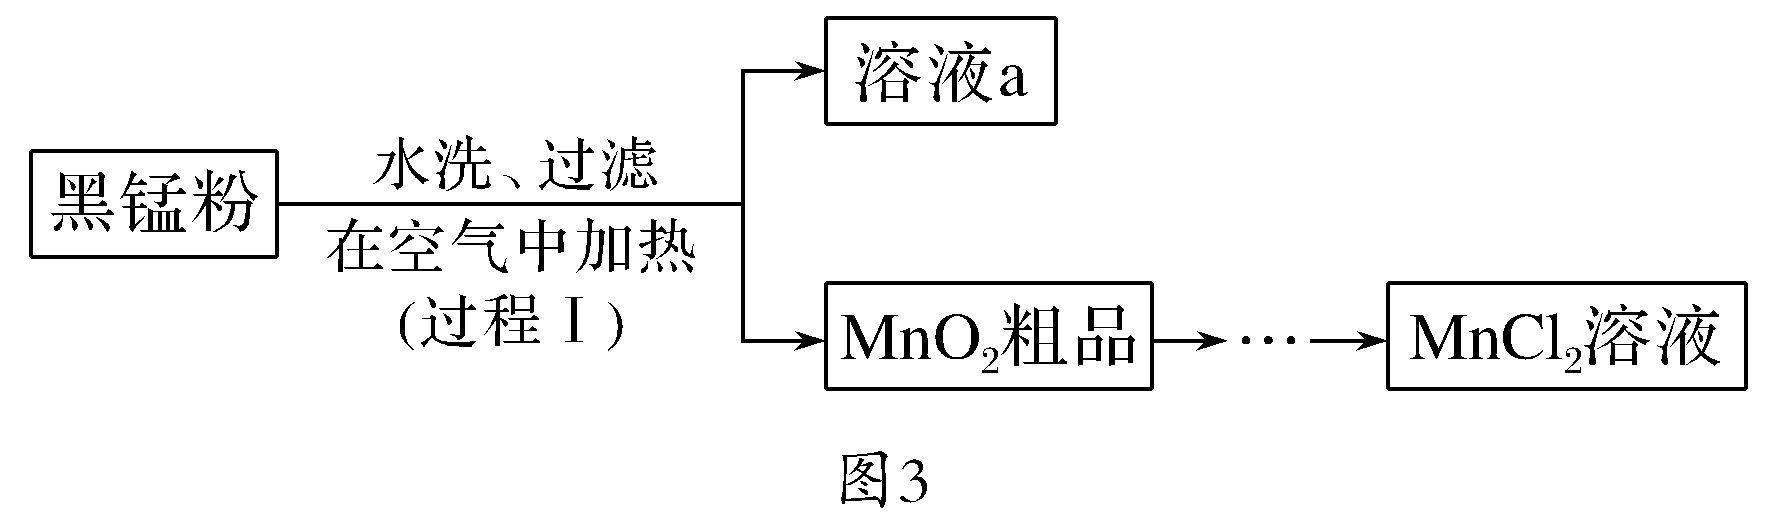 溶液a
黑锰粉
水洗、过滤
在空气中加热
(过程Ⅰ)
MnO₂粗品
…
MnCl₂溶液
图3